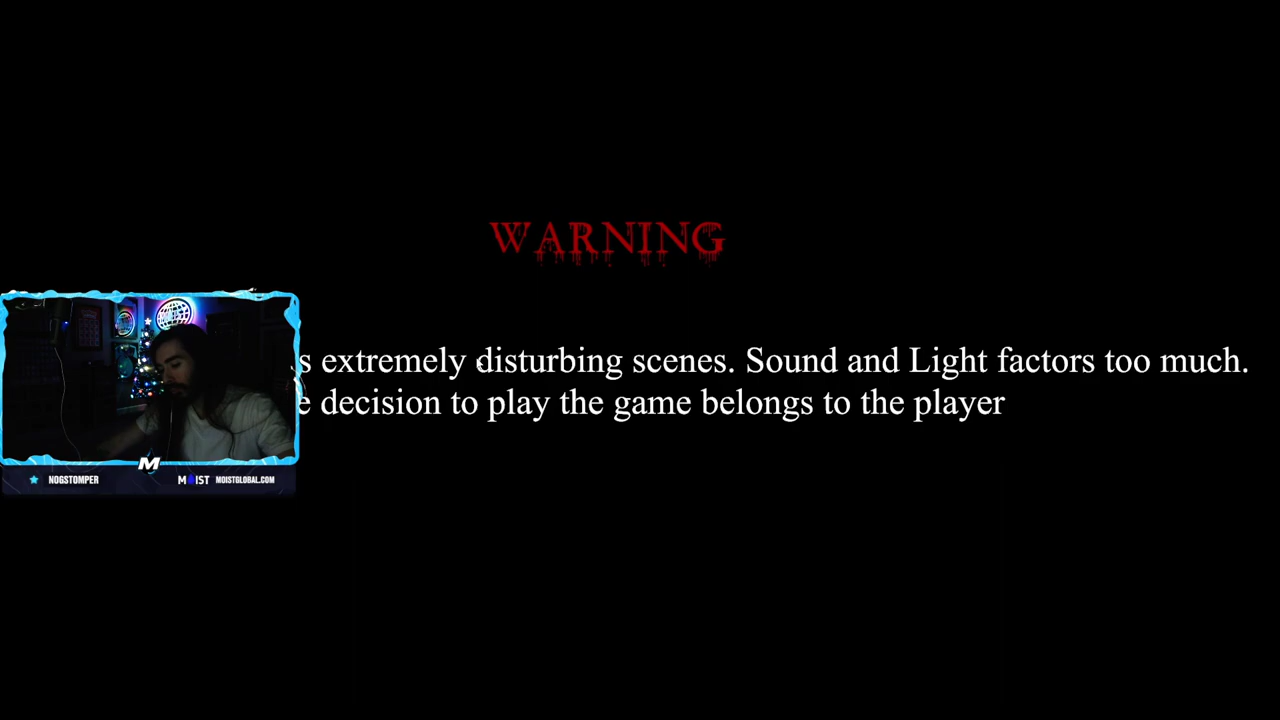 WARNING
s extremely disturbing scenes. Sound and Light factors too much.
e decision to play the game belongs to the player
M
NOGSTOMPER
MOIST MOISTGLOBAL.COM